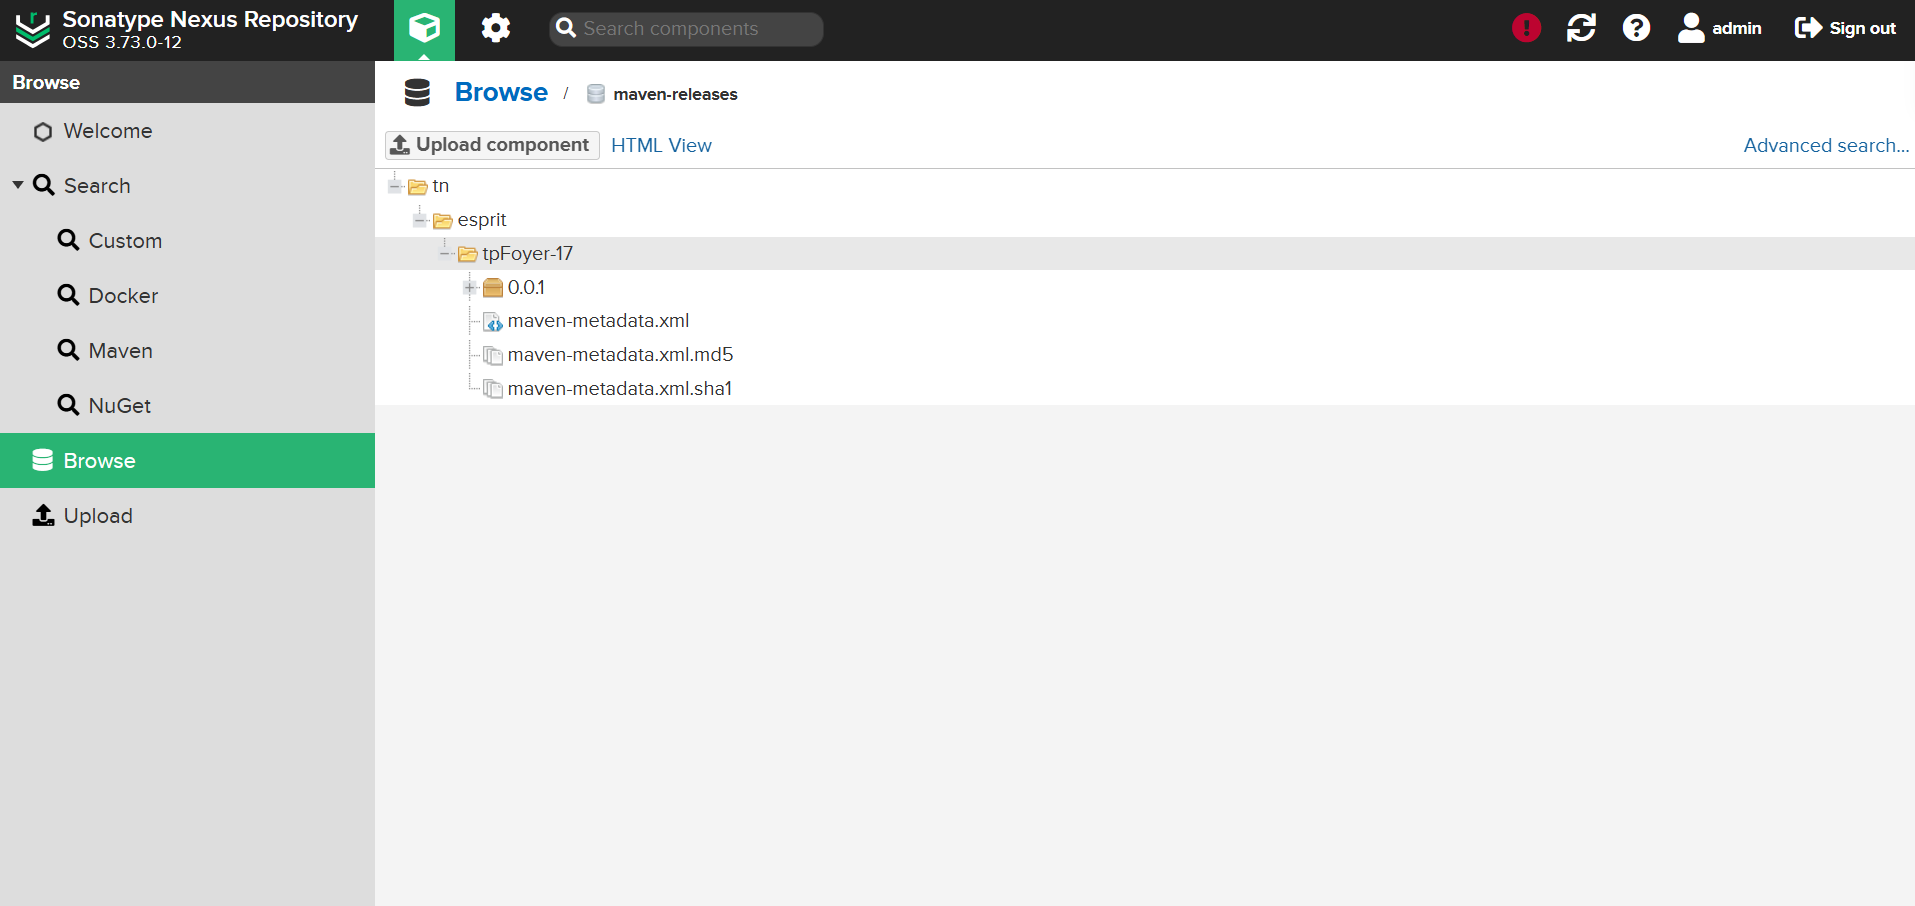 Sonatype Nexus Repository
OSS 3.73.0-12
Search components
admin
Sign out
Browse
Welcome
Search
Custom
Docker
Maven
NuGet
Browse
Upload
Browse / maven-releases
Upload component
HTML View
Advanced search...
tn
esprit
tpFoyer-17
0.0.1
maven-metadata.xml
maven-metadata.xml.md5
maven-metadata.xml.sha1